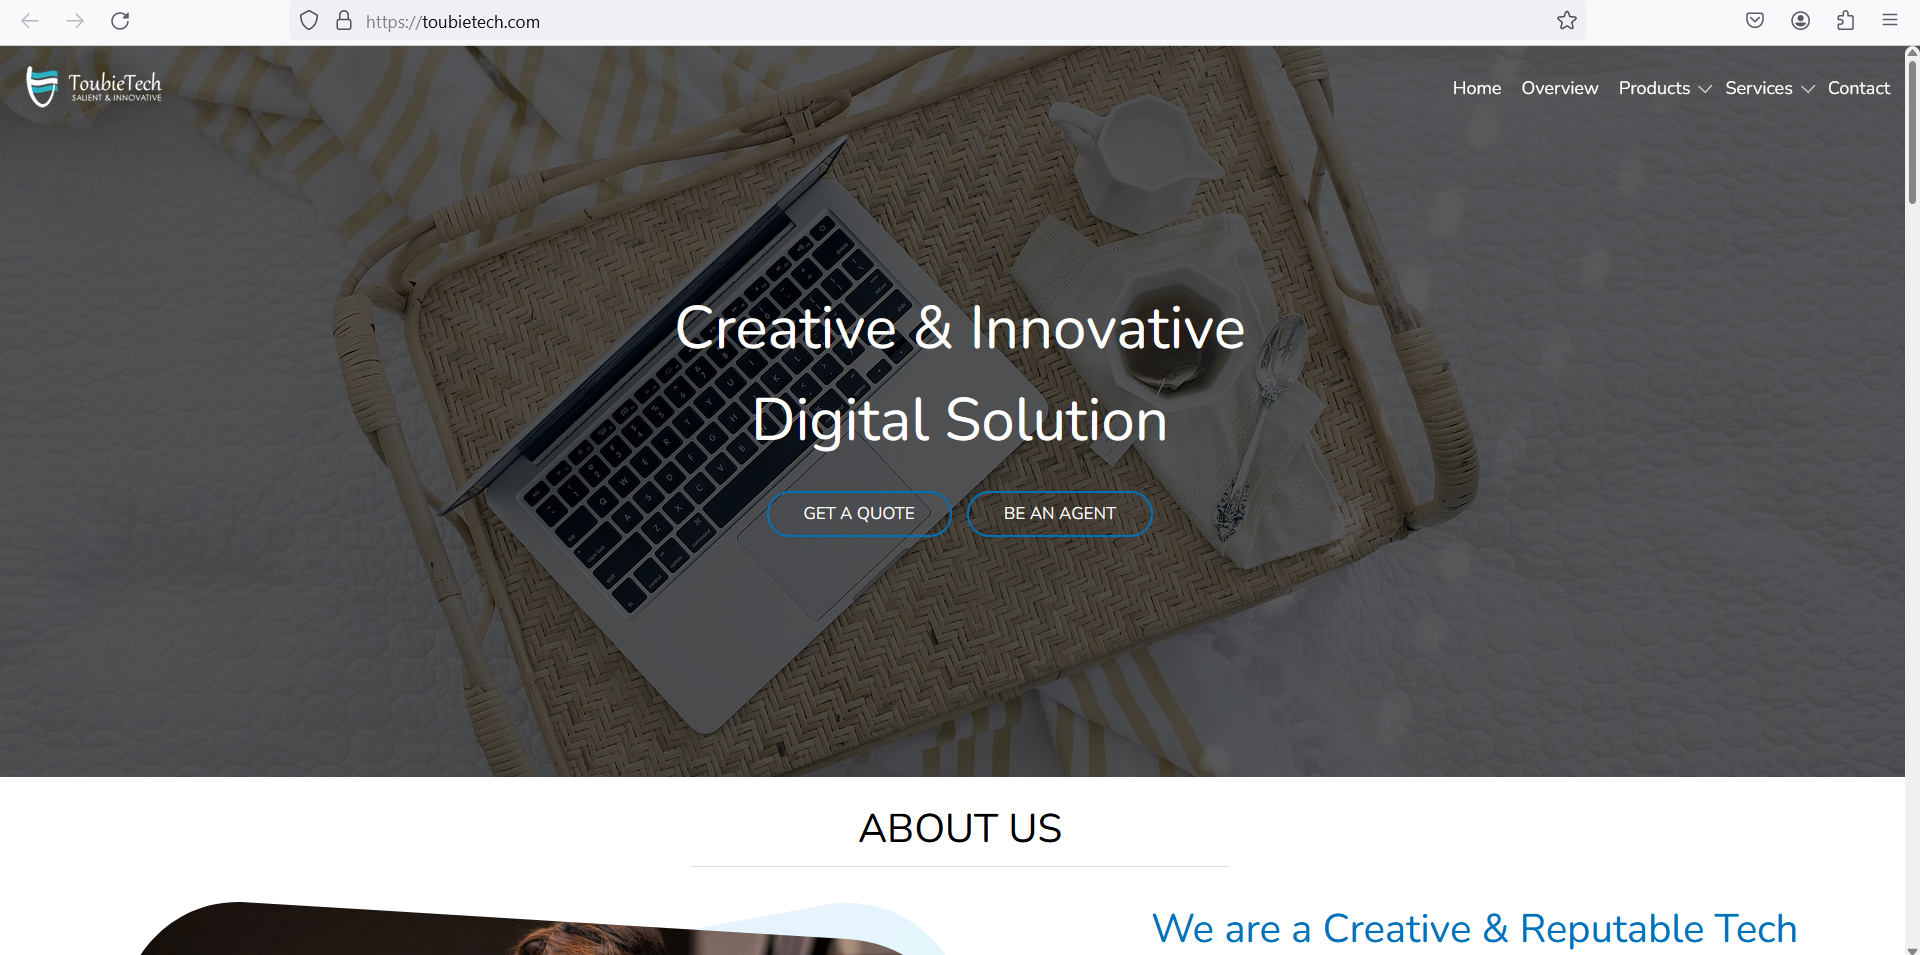 https://toubietech.com
ToubieTech
SALIENT & INNOVATIVE
Home Overview Products Services Contact
Creative & Innovative
Digital Solution
GET A QUOTE BE AN AGENT
ABOUT US
We are a Creative & Reputable Tech